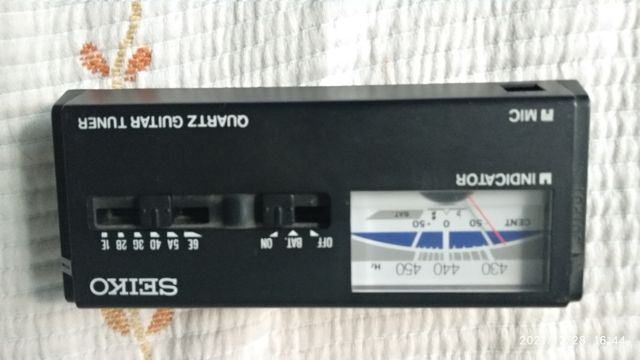 SEIKO
Hz
430 440 450
CENT -50 0 +50
BAT.
OFF BAT. ON
6E 5A 4D 3G 2B 1E
INDICATOR
MIC
QUARTZ GUITAR TUNER
16:44